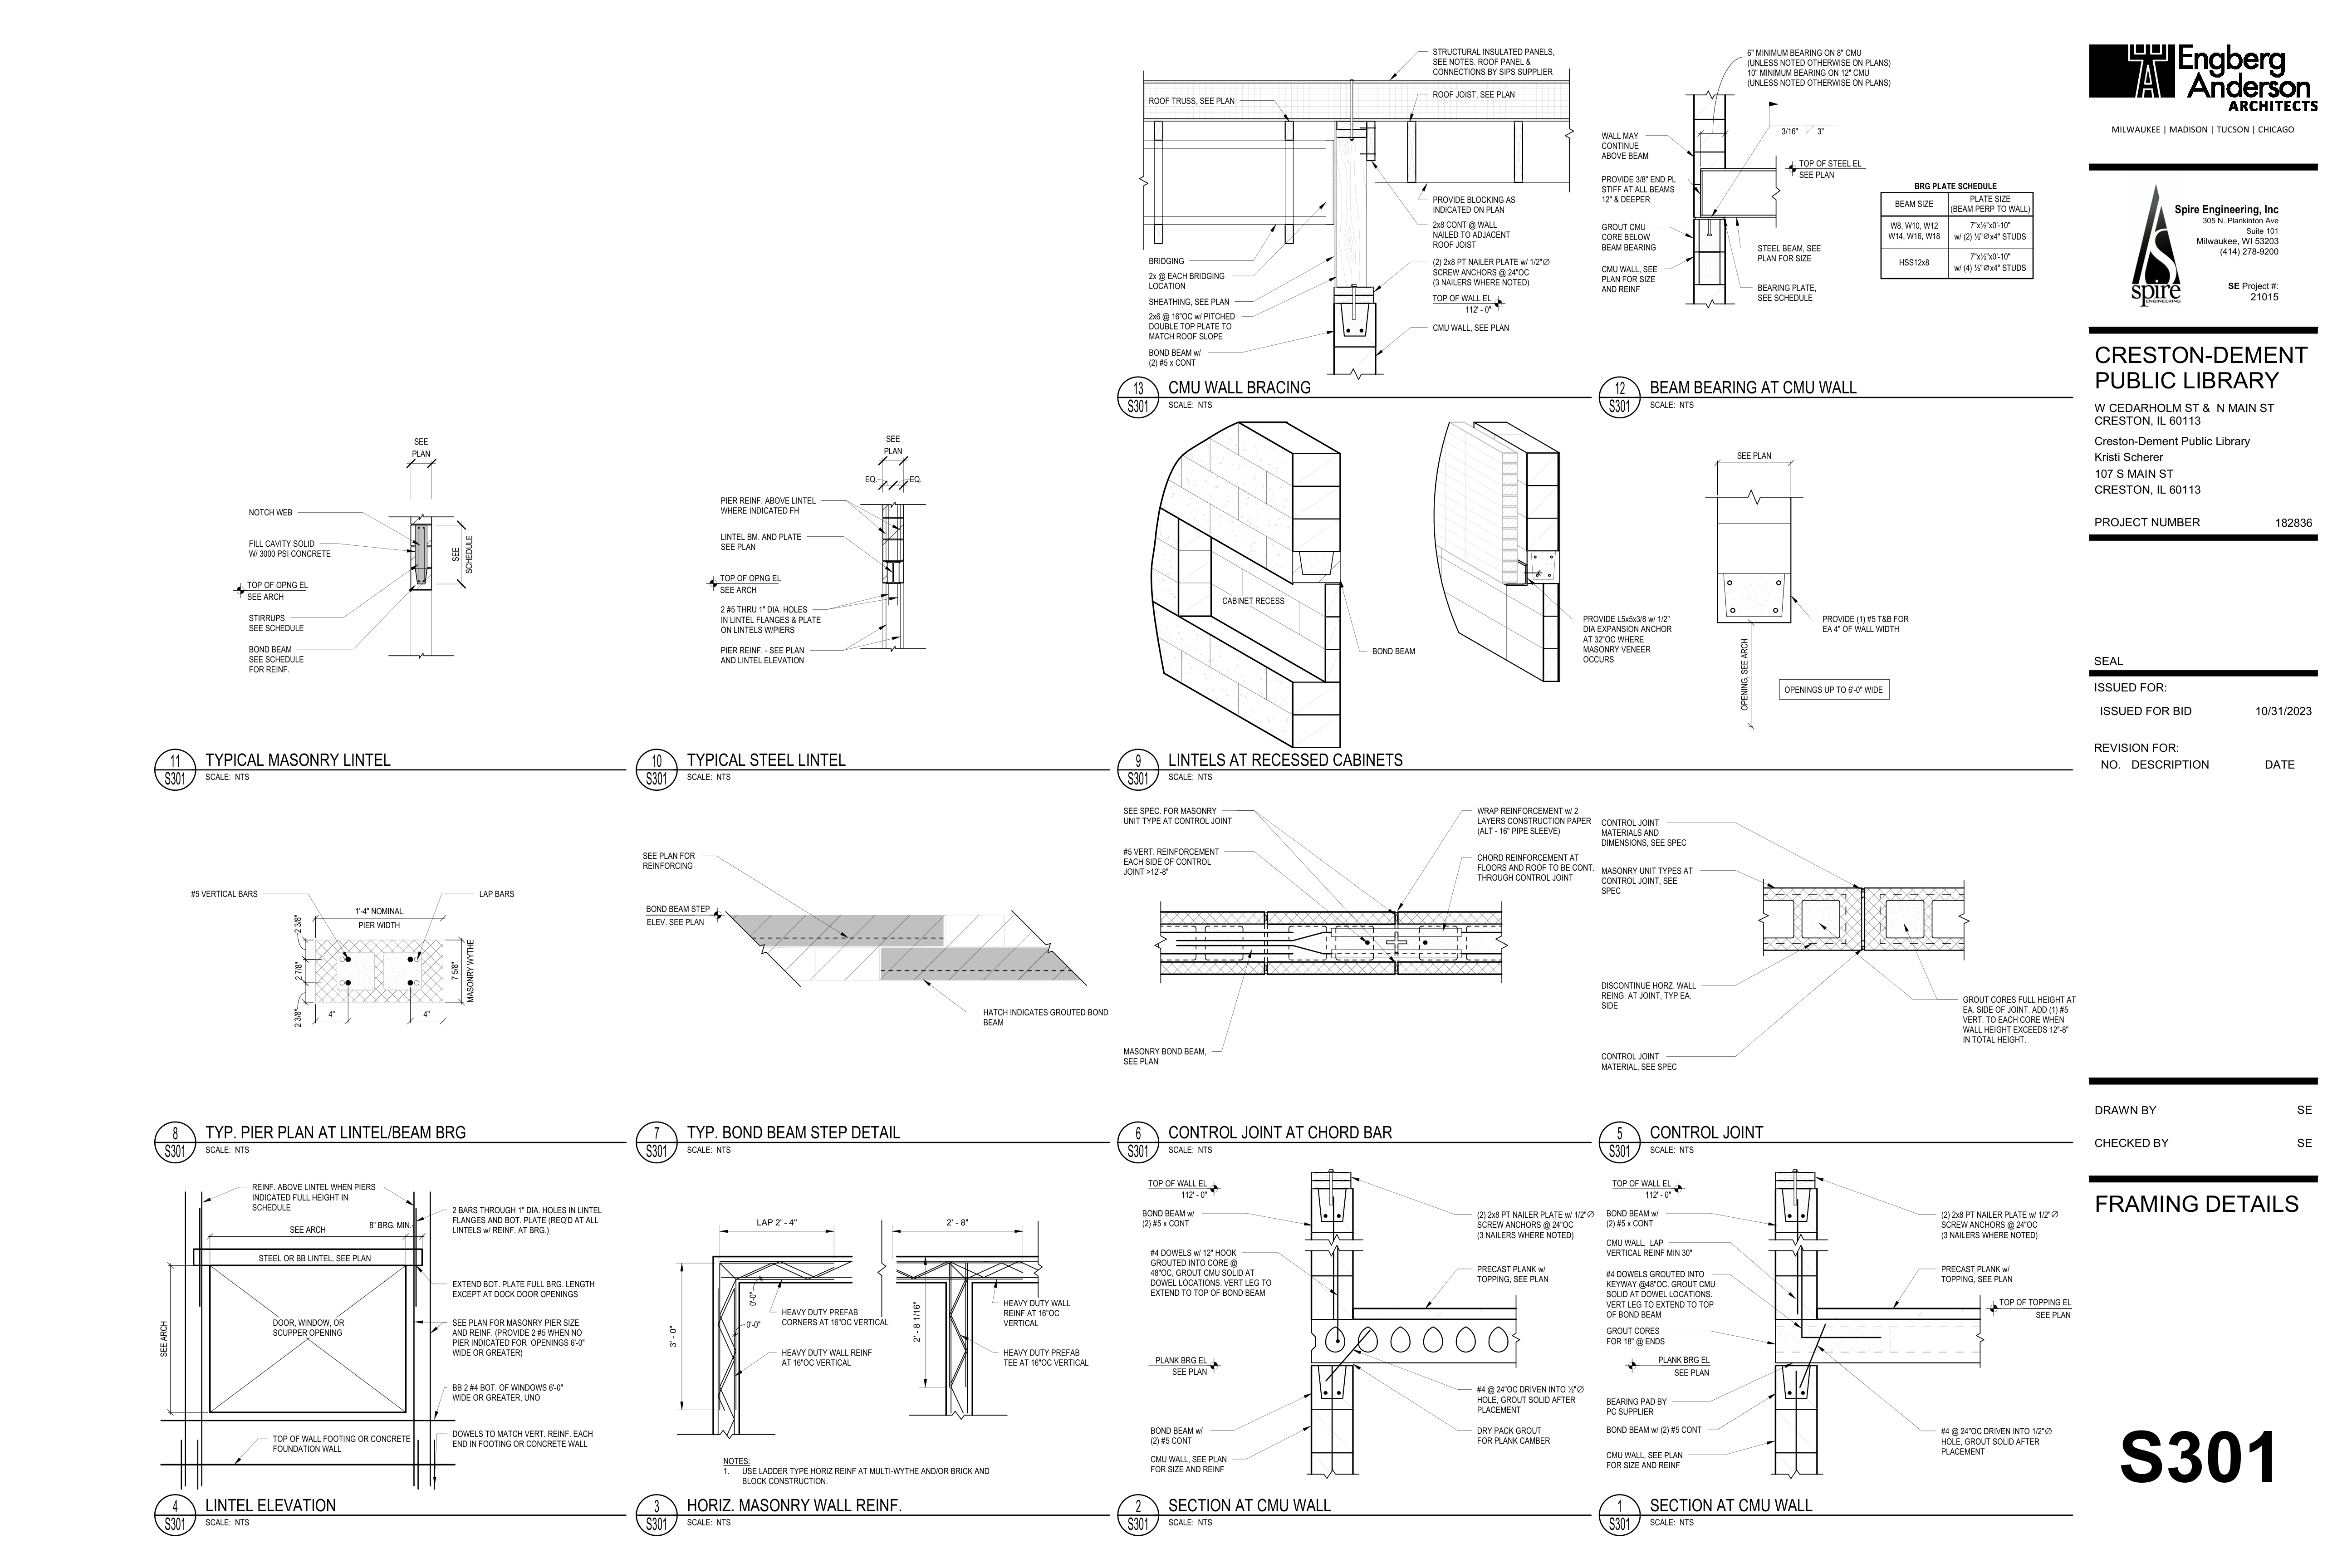 STRUCTURAL INSULATED PANELS,
SEE NOTES. ROOF PANEL &
CONNECTIONS BY SIPS SUPPLIER
ROOF TRUSS, SEE PLAN
ROOF JOIST, SEE PLAN
PROVIDE BLOCKING AS
INDICATED ON PLAN
2x8 CONT @ WALL
NAILED TO ADJACENT
ROOF JOIST
BRIDGING
2x @ EACH BRIDGING
LOCATION
SHEATHING, SEE PLAN
2x6 @ 16"OC w/ PITCHED
DOUBLE TOP PLATE TO
MATCH ROOF SLOPE
BOND BEAM w/
(2) #5 x CONT
(2) 2x8 PT NAILER PLATE w/ 1/2"Ø
SCREW ANCHORS @ 24"OC
(3 NAILERS WHERE NOTED)
TOP OF WALL EL
112' - 0"
CMU WALL, SEE PLAN
13
S301
CMU WALL BRACING
SCALE: NTS
6" MINIMUM BEARING ON 8" CMU
(UNLESS NOTED OTHERWISE ON PLANS)
10" MINIMUM BEARING ON 12" CMU
(UNLESS NOTED OTHERWISE ON PLANS)
3/16"
3"
WALL MAY
CONTINUE
ABOVE BEAM
TOP OF STEEL EL
SEE PLAN
PROVIDE 3/8" END PL
STIFF AT ALL BEAMS
12" & DEEPER
GROUT CMU
CORE BELOW
BEAM BEARING
CMU WALL, SEE
PLAN FOR SIZE
AND REINF
STEEL BEAM, SEE
PLAN FOR SIZE
BEARING PLATE,
SEE SCHEDULE
BRG PLATE SCHEDULE
BEAM SIZE
PLATE SIZE
(BEAM PERP TO WALL)
W8, W10, W12
W14, W16, W18
7"x½"x0'-10"
w/ (2) ½"Øx4" STUDS
HSS12x8
7"x½"x0'-10"
w/ (4) ½"Øx4" STUDS
12
S301
BEAM BEARING AT CMU WALL
SCALE: NTS
SEE
PLAN
NOTCH WEB
FILL CAVITY SOLID
W/ 3000 PSI CONCRETE
TOP OF OPNG EL
SEE ARCH
STIRRUPS
SEE SCHEDULE
BOND BEAM
SEE SCHEDULE
FOR REINF.
SEE
SCHEDULE
11
S301
TYPICAL MASONRY LINTEL
SCALE: NTS
SEE
PLAN
EQ.
EQ.
PIER REINF. ABOVE LINTEL
WHERE INDICATED FH
LINTEL BM. AND PLATE
SEE PLAN
TOP OF OPNG EL
SEE ARCH
2 #5 THRU 1" DIA. HOLES
IN LINTEL FLANGES & PLATE
ON LINTELS W/PIERS
PIER REINF. - SEE PLAN
AND LINTEL ELEVATION
10
S301
TYPICAL STEEL LINTEL
SCALE: NTS
CABINET RECESS
BOND BEAM
PROVIDE L5x5x3/8 w/ 1/2"
DIA EXPANSION ANCHOR
AT 32"OC WHERE
MASONRY VENEER
OCCURS
SEE PLAN
PROVIDE (1) #5 T&B FOR
EA 4" OF WALL WIDTH
OPENING, SEE ARCH
OPENINGS UP TO 6'-0" WIDE
9
S301
LINTELS AT RECESSED CABINETS
SCALE: NTS
#5 VERTICAL BARS
LAP BARS
1'-4" NOMINAL
PIER WIDTH
2 3/8"
2 7/8"
2 3/8"
7 5/8"
MASONRY WYTHE
4"
4"
8
S301
TYP. PIER PLAN AT LINTEL/BEAM BRG
SCALE: NTS
SEE PLAN FOR
REINFORCING
BOND BEAM STEP
ELEV. SEE PLAN
HATCH INDICATES GROUTED BOND
BEAM
7
S301
TYP. BOND BEAM STEP DETAIL
SCALE: NTS
SEE SPEC. FOR MASONRY
UNIT TYPE AT CONTROL JOINT
#5 VERT. REINFORCEMENT
EACH SIDE OF CONTROL
JOINT >12'-8"
WRAP REINFORCEMENT w/ 2
LAYERS CONSTRUCTION PAPER
(ALT - 16" PIPE SLEEVE)
CHORD REINFORCEMENT AT
FLOORS AND ROOF TO BE CONT.
THROUGH CONTROL JOINT
MASONRY BOND BEAM,
SEE PLAN
6
S301
CONTROL JOINT AT CHORD BAR
SCALE: NTS
CONTROL JOINT
MATERIALS AND
DIMENSIONS, SEE SPEC
MASONRY UNIT TYPES AT
CONTROL JOINT, SEE
SPEC
DISCONTINUE HORZ. WALL
REING. AT JOINT, TYP EA.
SIDE
CONTROL JOINT
MATERIAL, SEE SPEC
GROUT CORES FULL HEIGHT AT
EA. SIDE OF JOINT. ADD (1) #5
VERT. TO EACH CORE WHEN
WALL HEIGHT EXCEEDS 12"-8"
IN TOTAL HEIGHT.
5
S301
CONTROL JOINT
SCALE: NTS
REINF. ABOVE LINTEL WHEN PIERS
INDICATED FULL HEIGHT IN
SCHEDULE
SEE ARCH
8" BRG. MIN.
STEEL OR BB LINTEL, SEE PLAN
2 BARS THROUGH 1" DIA. HOLES IN LINTEL
FLANGES AND BOT. PLATE (REQ'D AT ALL
LINTELS w/ REINF. AT BRG.)
EXTEND BOT. PLATE FULL BRG. LENGTH
EXCEPT AT DOCK DOOR OPENINGS
DOOR, WINDOW, OR
SCUPPER OPENING
SEE ARCH
SEE PLAN FOR MASONRY PIER SIZE
AND REINF. (PROVIDE 2 #5 WHEN NO
PIER INDICATED FOR OPENINGS 6'-0"
WIDE OR GREATER)
BB 2 #4 BOT. OF WINDOWS 6'-0"
WIDE OR GREATER, UNO
TOP OF WALL FOOTING OR CONCRETE
FOUNDATION WALL
DOWELS TO MATCH VERT. REINF. EACH
END IN FOOTING OR CONCRETE WALL
4
S301
LINTEL ELEVATION
SCALE: NTS
LAP 2' - 4"
2' - 8"
3' - 0"
0'-0"
0'-0"
2' - 8 1/16"
HEAVY DUTY PREFAB
CORNERS AT 16"OC VERTICAL
HEAVY DUTY WALL REINF
AT 16"OC VERTICAL
HEAVY DUTY WALL
REINF AT 16"OC
VERTICAL
HEAVY DUTY PREFAB
TEE AT 16"OC VERTICAL
NOTES:
1. USE LADDER TYPE HORIZ REINF AT MULTI-WYTHE AND/OR BRICK AND
BLOCK CONSTRUCTION.
3
S301
HORIZ. MASONRY WALL REINF.
SCALE: NTS
TOP OF WALL EL
112' - 0"
BOND BEAM w/
(2) #5 x CONT
#4 DOWELS w/ 12" HOOK
GROUTED INTO CORE @
48"OC, GROUT CMU SOLID AT
DOWEL LOCATIONS. VERT LEG TO
EXTEND TO TOP OF BOND BEAM
PLANK BRG EL
SEE PLAN
BOND BEAM w/
(2) #5 CONT
CMU WALL, SEE PLAN
FOR SIZE AND REINF
(2) 2x8 PT NAILER PLATE w/ 1/2"Ø
SCREW ANCHORS @ 24"OC
(3 NAILERS WHERE NOTED)
PRECAST PLANK w/
TOPPING, SEE PLAN
#4 @ 24"OC DRIVEN INTO ½"Ø
HOLE, GROUT SOLID AFTER
PLACEMENT
DRY PACK GROUT
FOR PLANK CAMBER
2
S301
SECTION AT CMU WALL
SCALE: NTS
TOP OF WALL EL
112' - 0"
BOND BEAM w/
(2) #5 x CONT
CMU WALL, LAP
VERTICAL REINF MIN 30"
#4 DOWELS GROUTED INTO
KEYWAY @48"OC. GROUT CMU
SOLID AT DOWEL LOCATIONS.
VERT LEG TO EXTEND TO TOP
OF BOND BEAM
GROUT CORES
FOR 18" @ ENDS
PLANK BRG EL
SEE PLAN
BEARING PAD BY
PC SUPPLIER
BOND BEAM w/ (2) #5 CONT
CMU WALL, SEE PLAN
FOR SIZE AND REINF
(2) 2x8 PT NAILER PLATE w/ 1/2"Ø
SCREW ANCHORS @ 24"OC
(3 NAILERS WHERE NOTED)
PRECAST PLANK w/
TOPPING, SEE PLAN
TOP OF TOPPING EL
SEE PLAN
#4 @ 24"OC DRIVEN INTO 1/2"Ø
HOLE, GROUT SOLID AFTER
PLACEMENT
1
S301
SECTION AT CMU WALL
SCALE: NTS
Engberg
Anderson
ARCHITECTS
MILWAUKEE | MADISON | TUCSON | CHICAGO
spire
ENGINEERING
Spire Engineering, Inc
305 N. Plankinton Ave
Suite 101
Milwaukee, WI 53203
(414) 278-9200
SE Project #:
21015
CRESTON-DEMENT
PUBLIC LIBRARY
W CEDARHOLM ST & N MAIN ST
CRESTON, IL 60113
Creston-Dement Public Library
Kristi Scherer
107 S MAIN ST
CRESTON, IL 60113
PROJECT NUMBER 182836
SEAL
ISSUED FOR:
ISSUED FOR BID 10/31/2023
REVISION FOR:
NO. DESCRIPTION DATE
DRAWN BY SE
CHECKED BY SE
FRAMING DETAILS
S301